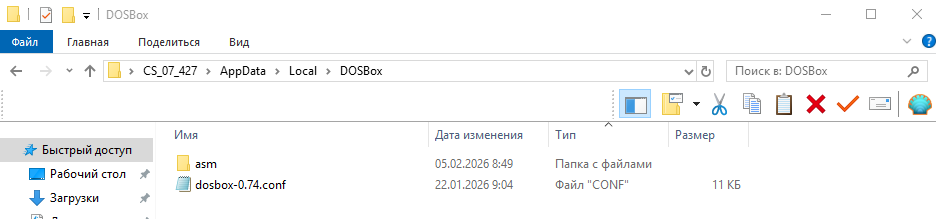 DOSBox
Файл Главная Поделиться Вид
CS_07_427 AppData Local DOSBox Поиск в: DOSBox
Имя Дата изменения Тип Размер
Быстрый доступ
asm 05.02.2026 8:49 Папка с файлами
Рабочий стол
dosbox-0.74.conf 22.01.2026 9:04 Файл "CONF" 11 КБ
Загрузки